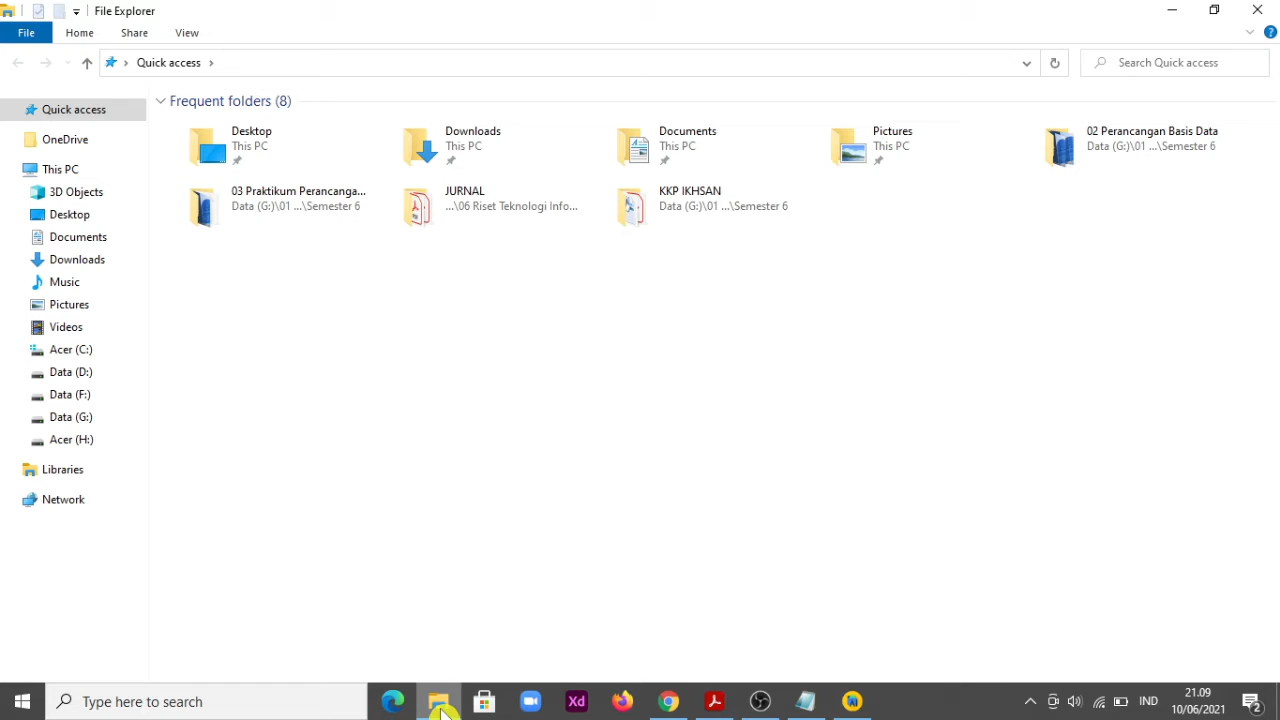 File Explorer
File Home Share View
Quick access
Search Quick access
Quick access
OneDrive
This PC
3D Objects
Desktop
Documents
Downloads
Music
Pictures
Videos
Acer (C:)
Data (D:)
Data (F:)
Data (G:)
Acer (H:)
Libraries
Network
Frequent folders (8)
Desktop
This PC
Downloads
This PC
Documents
This PC
Pictures
This PC
02 Perancangan Basis Data
Data (G:)\01 ...\Semester 6
03 Praktikum Perancanga...
Data (G:)\01 ...\Semester 6
JURNAL
...\06 Riset Teknologi Info...
KKP IKHSAN
Data (G:)\01 ...\Semester 6
Type here to search
Xd
IND
21.09
10/06/2021
2